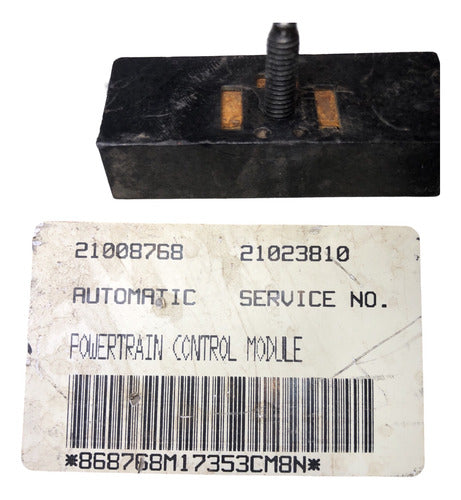 21008768 21023810
AUTOMATIC SERVICE NO.
POWERTRAIN CONTROL MODULE
*868768M17353CM8N*